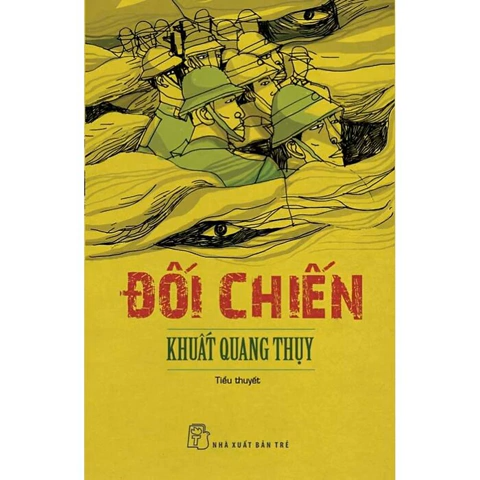 ĐỐI CHIẾN
KHUẤT QUANG THỤY
Tiểu thuyết
NHÀ XUẤT BẢN TRẺ